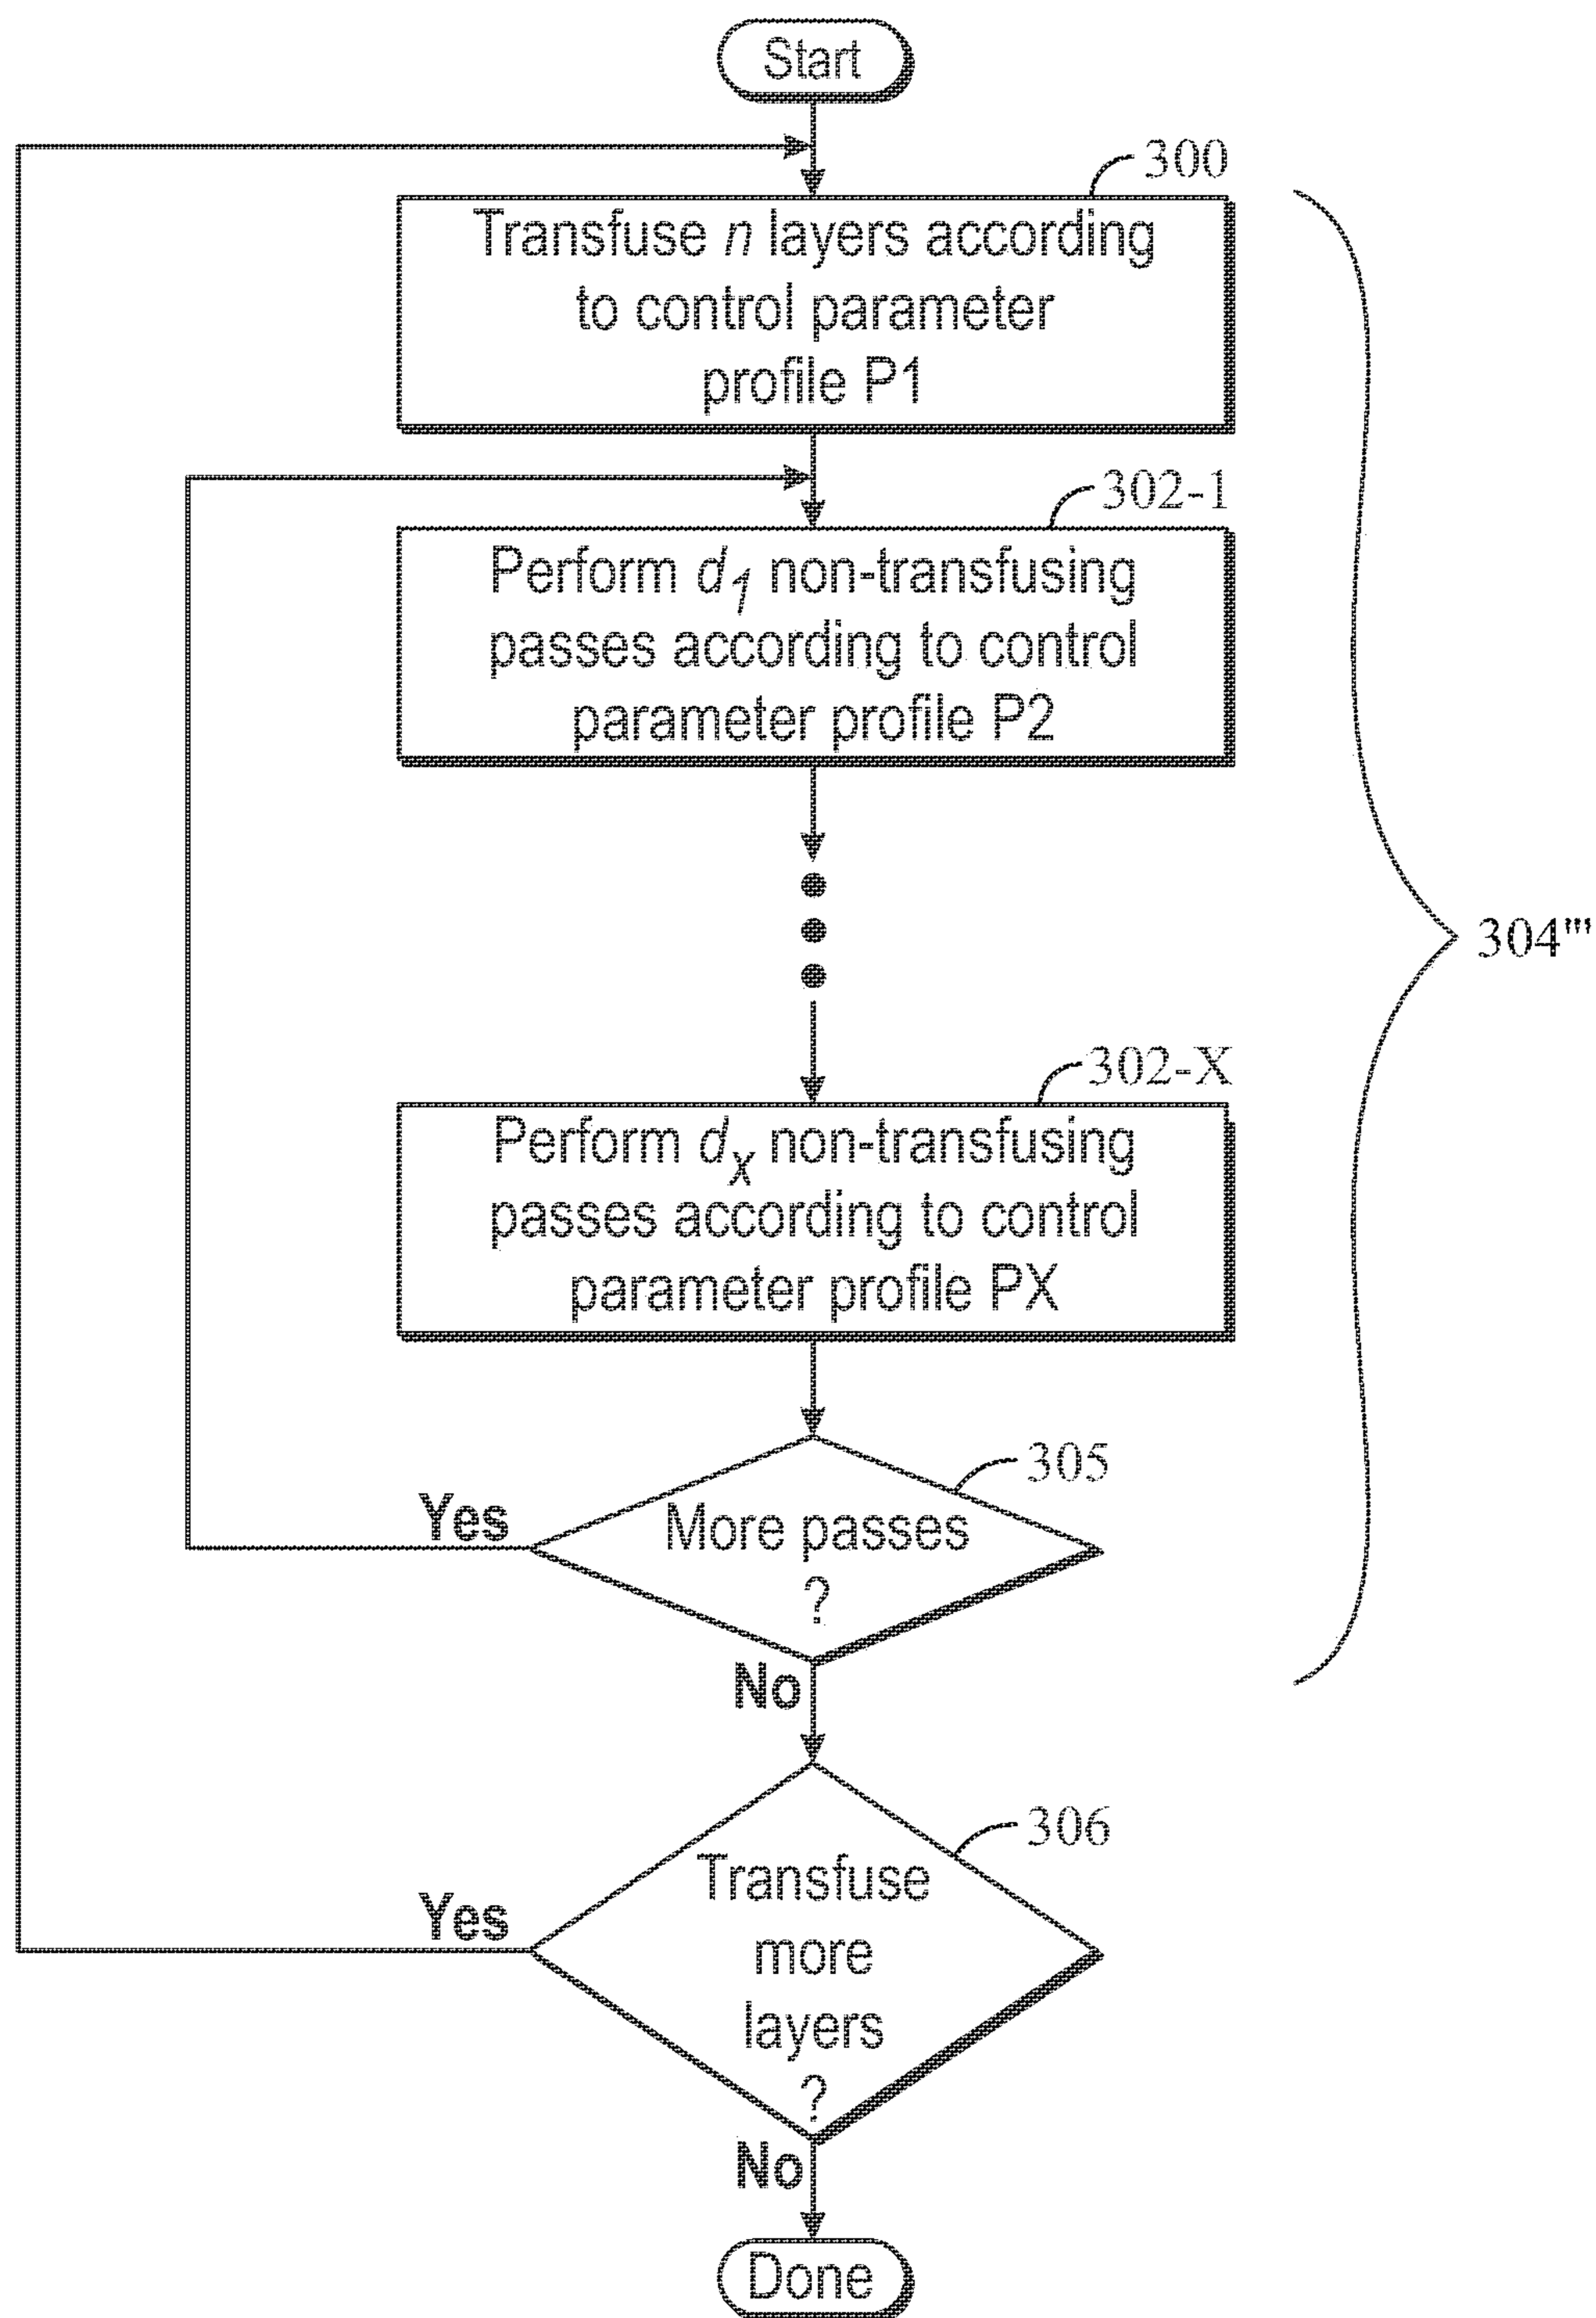 Start
300
Transfuse n layers according
to control parameter
profile P1
302-1
Perform d1 non-transfusing
passes according to control
parameter profile P2
304'''
302-X
Perform dX non-transfusing
passes according to control
parameter profile PX
305
Yes
More passes
?
No
306
Transfuse
Yes
more
layers
?
No
Done